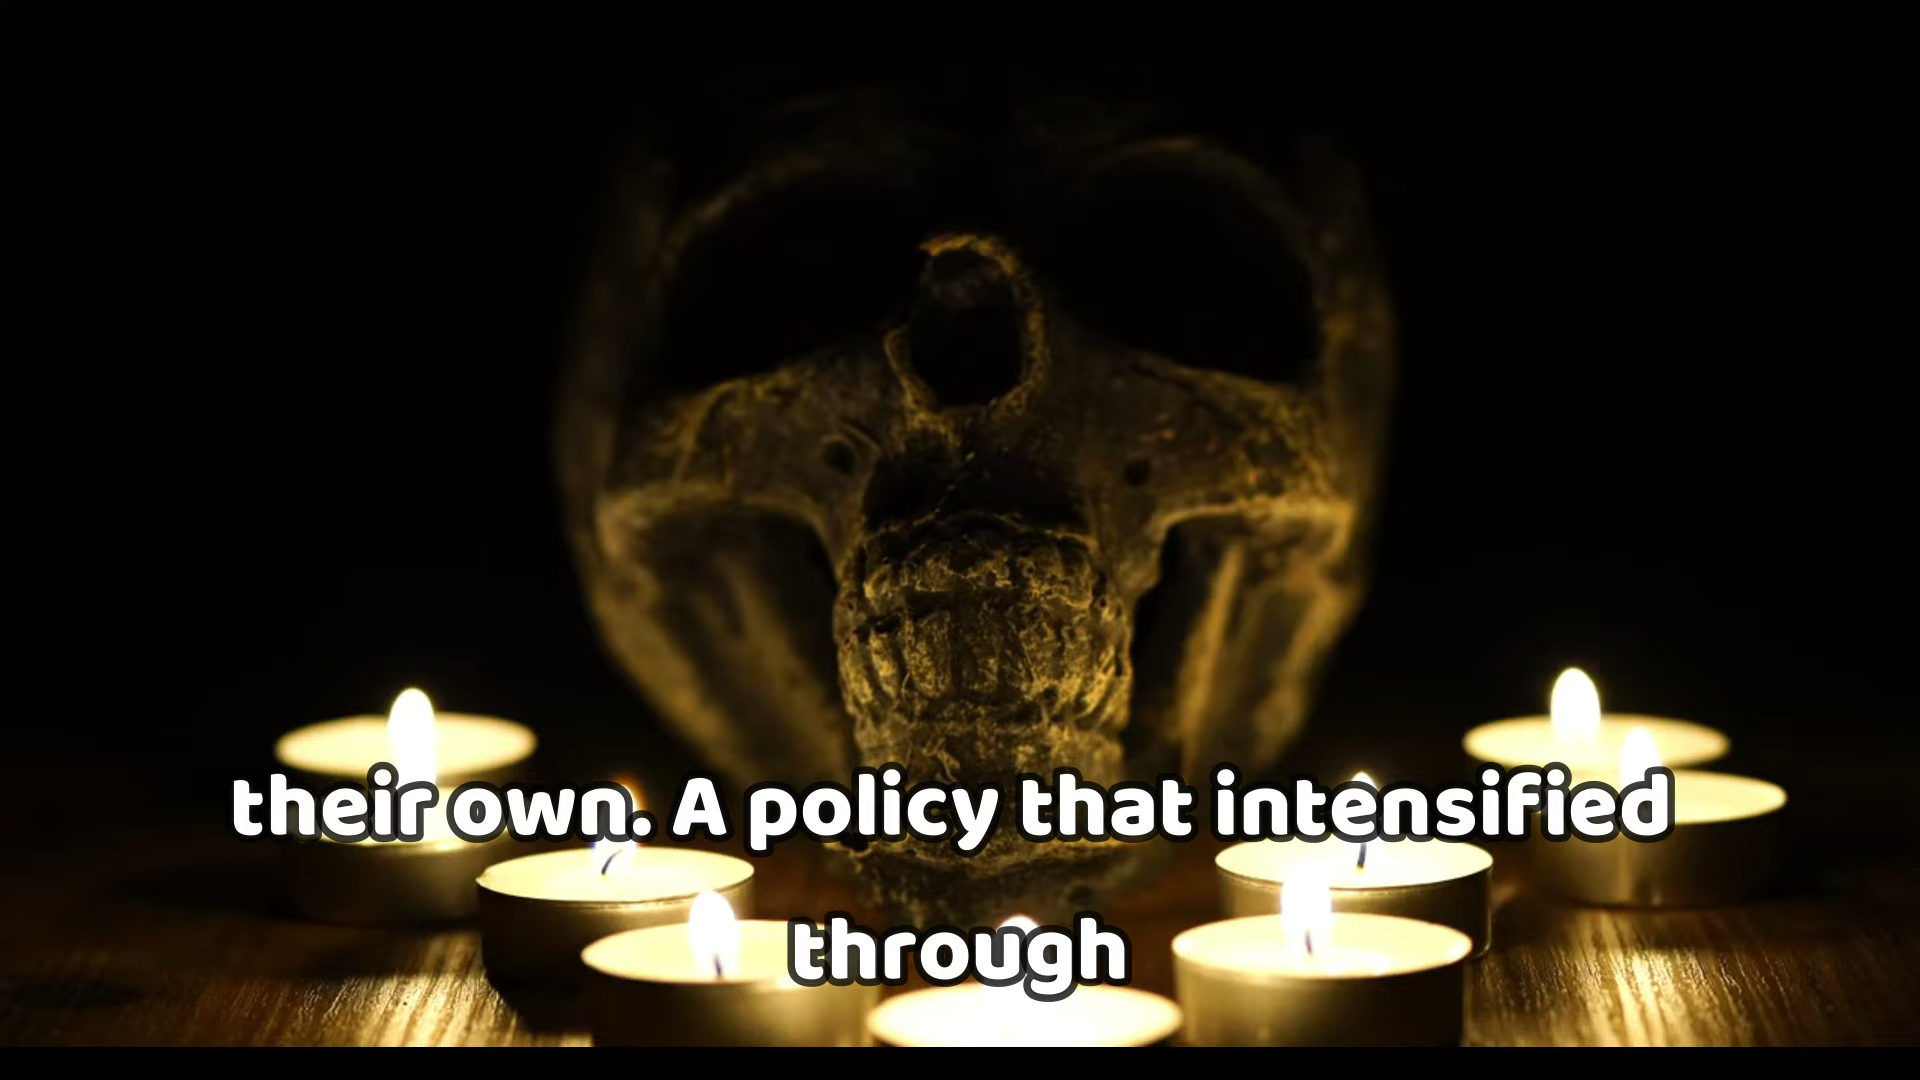 their own. A policy that intensified
through